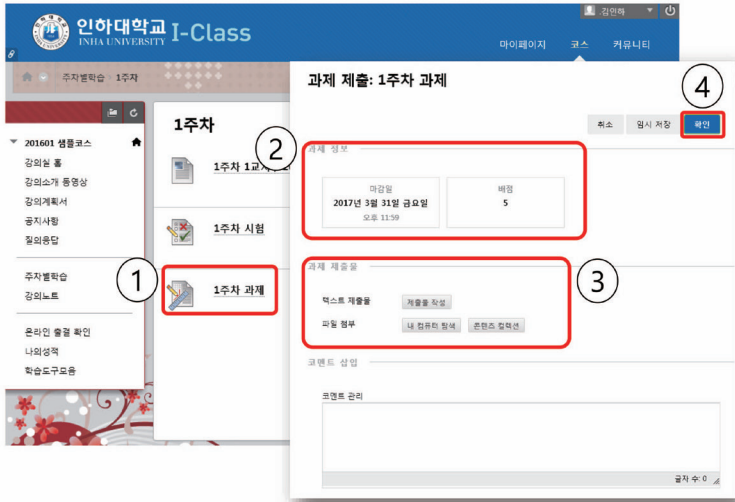 인하대학교
INHA UNIVERSITY
I-Class
김인하
마이페이지 코스 커뮤니티
주차별학습 1주차
201601 샘플코스
강의실 홈
강의소개 동영상
강의계획서
공지사항
질의응답
주차별학습
강의노트
온라인 출결 확인
나의성적
학습도구모음
1주차
1주차 1교시
1주차 시험
①
1주차 과제
과제 제출: 1주차 과제
④
취소 임시 저장 확인
②
과제 정보
마감일
2017년 3월 31일 금요일
오후 11:59
배점
5
③
과제 제출물
텍스트 제출물 제출물 작성
파일 첨부 내 컴퓨터 탐색 콘텐츠 컬렉션
코멘트 삽입
코멘트 관리
글자 수: 0